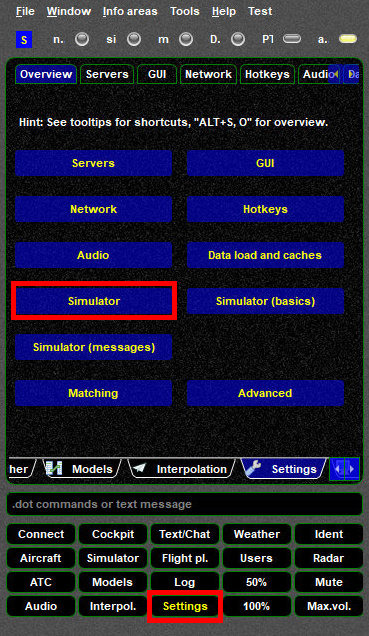 File Window Info areas Tools Help Test
S n. si m D. PT a.
Overview Servers GUI Network Hotkeys Audio Da
Hint: See tooltips for shortcuts, "ALT+S, O" for overview.
Servers GUI
Network Hotkeys
Audio Data load and caches
Simulator Simulator (basics)
Simulator (messages)
Matching Advanced
her Models Interpolation Settings
.dot commands or text message
Connect Cockpit Text/Chat Weather Ident
Aircraft Simulator Flight pl. Users Radar
ATC Models Log 50% Mute
Audio Interpol. Settings 100% Max.vol.